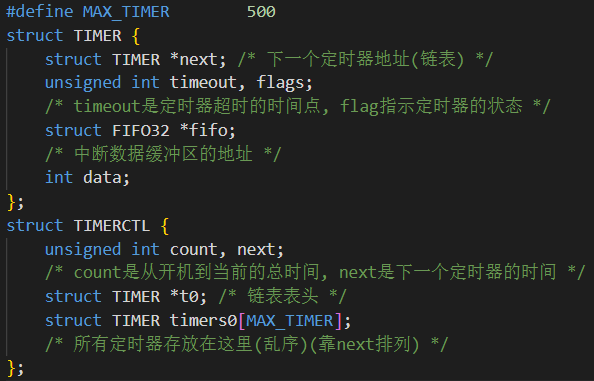 #define MAX_TIMER        500
struct TIMER {
    struct TIMER *next; /* 下一个定时器地址(链表) */
    unsigned int timeout, flags;
    /* timeout是定时器超时的时间点, flag指示定时器的状态 */
    struct FIFO32 *fifo;
    /* 中断数据缓冲区的地址 */
    int data;
};
struct TIMERCTL {
    unsigned int count, next;
    /* count是从开机到当前的总时间, next是下一个定时器的时间 */
    struct TIMER *t0; /* 链表表头 */
    struct TIMER timers0[MAX_TIMER];
    /* 所有定时器存放在这里(乱序)(靠next排列) */
};